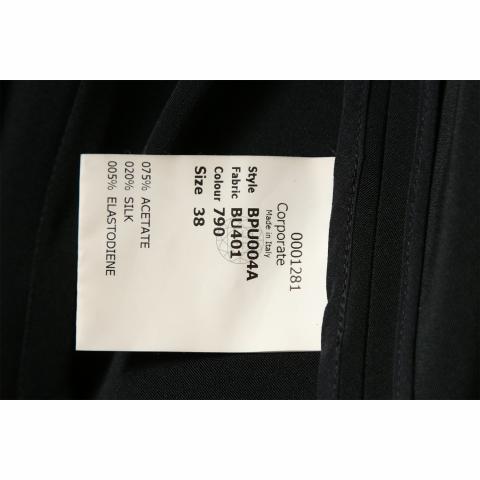 0001281
Corporate
Made in Italy
Style BPU004A
Fabric BU401
Colour 790
Size 38
075% ACETATE
020% SILK
005% ELASTODIENE